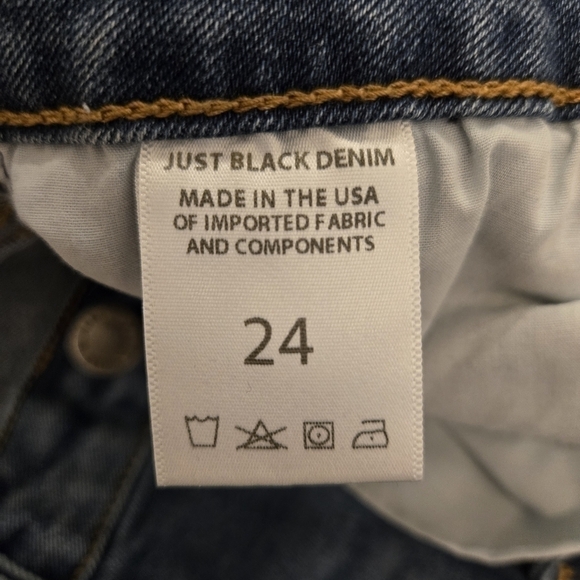 JUST BLACK DENIM
MADE IN THE USA
OF IMPORTED FABRIC
AND COMPONENTS
24